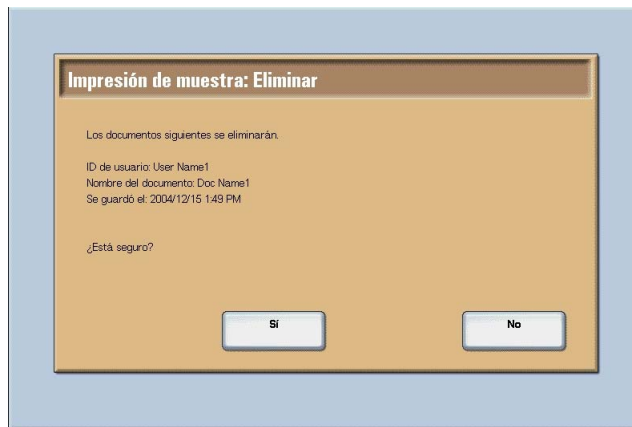 Impresión de muestra: Eliminar
Los documentos siguientes se eliminarán.
ID de usuario: User Name1
Nombre del documento: Doc Name1
Se guardó el: 2004/12/15 1:49 PM
¿Está seguro?
Sí
No